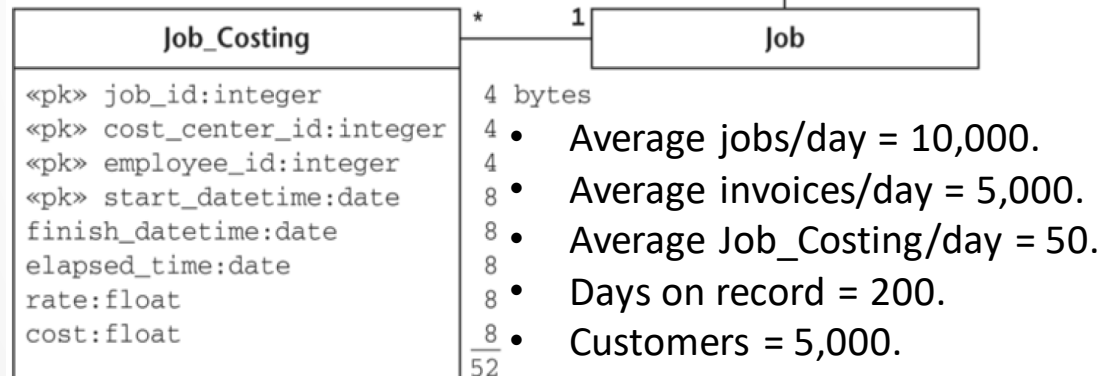 * 1
Job_Costing
Job
«pk» job_id:integer 4 bytes
«pk» cost_center_id:integer 4
«pk» employee_id:integer 4
«pk» start_datetime:date 8
finish_datetime:date 8
elapsed_time:date 8
rate:float 8
cost:float 8
52
• Average jobs/day = 10,000.
• Average invoices/day = 5,000.
• Average Job_Costing/day = 50.
• Days on record = 200.
• Customers = 5,000.